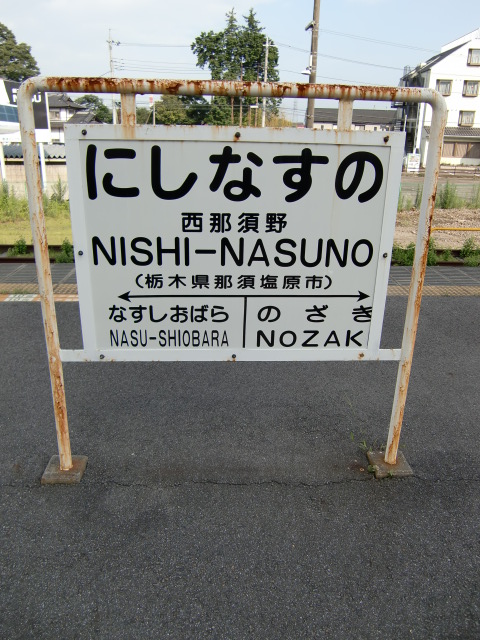 にしなすの
西那須野
NISHI-NASUNO
(栃木県那須塩原市)
なすしおばら
のざき
NASU-SHIOBARA
NOZAK